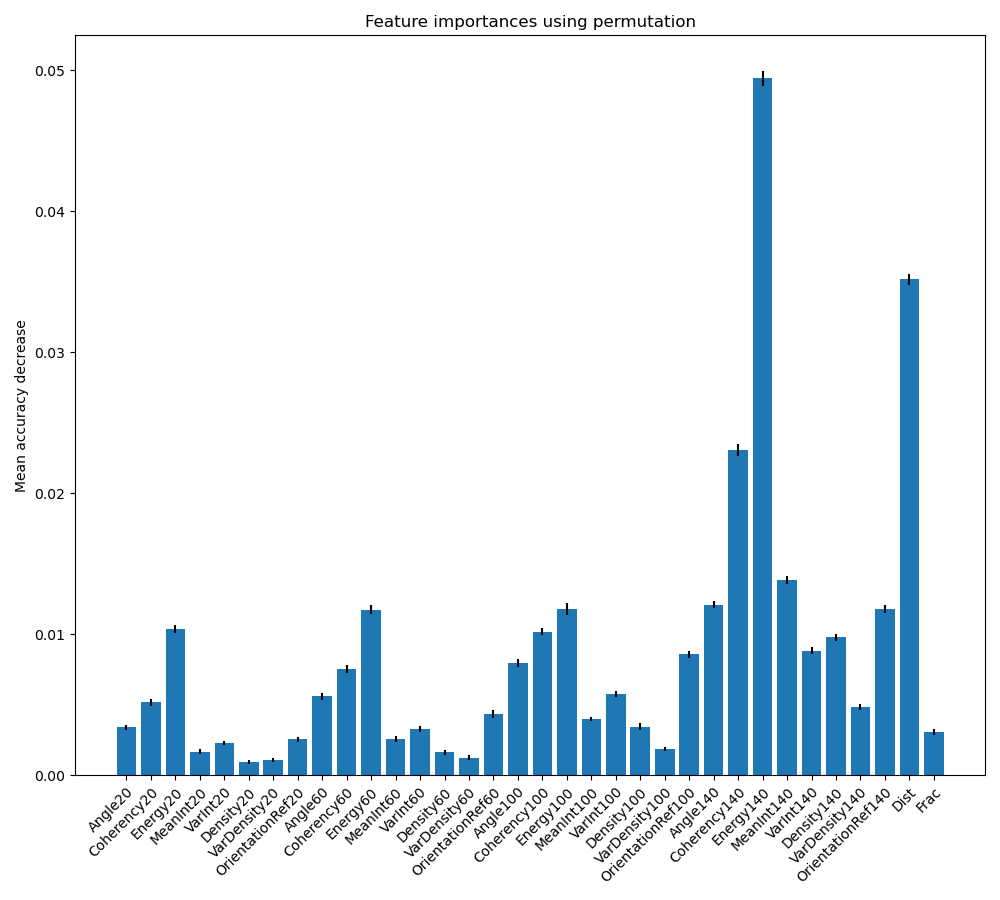 Feature importances using permutation
Mean accuracy decrease
0.05
0.04
0.03
0.02
0.01
0.00
Angle20
Coherency20
Energy20
MeanInt20
VarInt20
Density20
VarDensity20
OrientationRef20
Angle60
Coherency60
Energy60
MeanInt60
VarInt60
Density60
VarDensity60
OrientationRef60
Angle100
Coherency100
Energy100
MeanInt100
VarInt100
Density100
VarDensity100
OrientationRef100
Angle140
Coherency140
Energy140
MeanInt140
VarInt140
Density140
VarDensity140
OrientationRef140
Dist
Frac